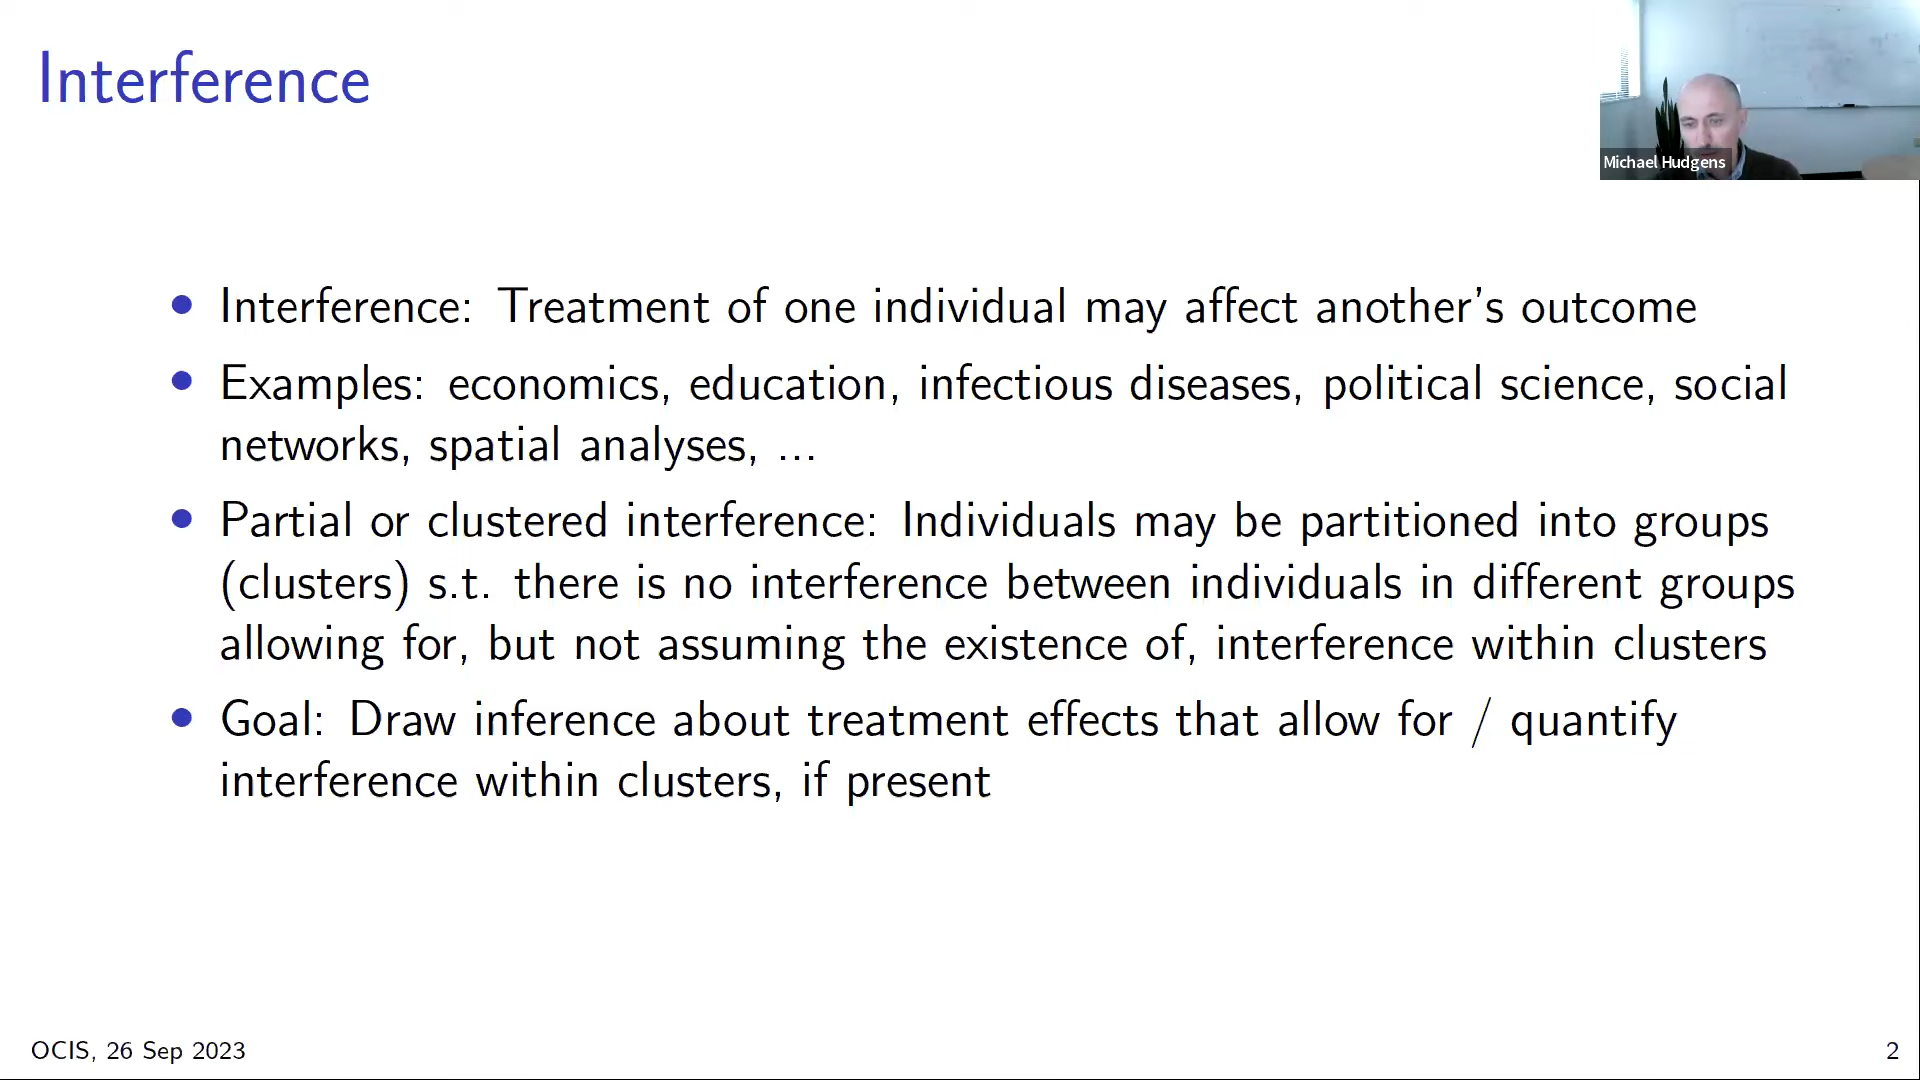 Interference
Michael Hudgens
• Interference: Treatment of one individual may affect another's outcome
• Examples: economics, education, infectious diseases, political science, social
networks, spatial analyses, ...
• Partial or clustered interference: Individuals may be partitioned into groups
(clusters) s.t. there is no interference between individuals in different groups
allowing for, but not assuming the existence of, interference within clusters
• Goal: Draw inference about treatment effects that allow for / quantify
interference within clusters, if present
OCIS, 26 Sep 2023
2